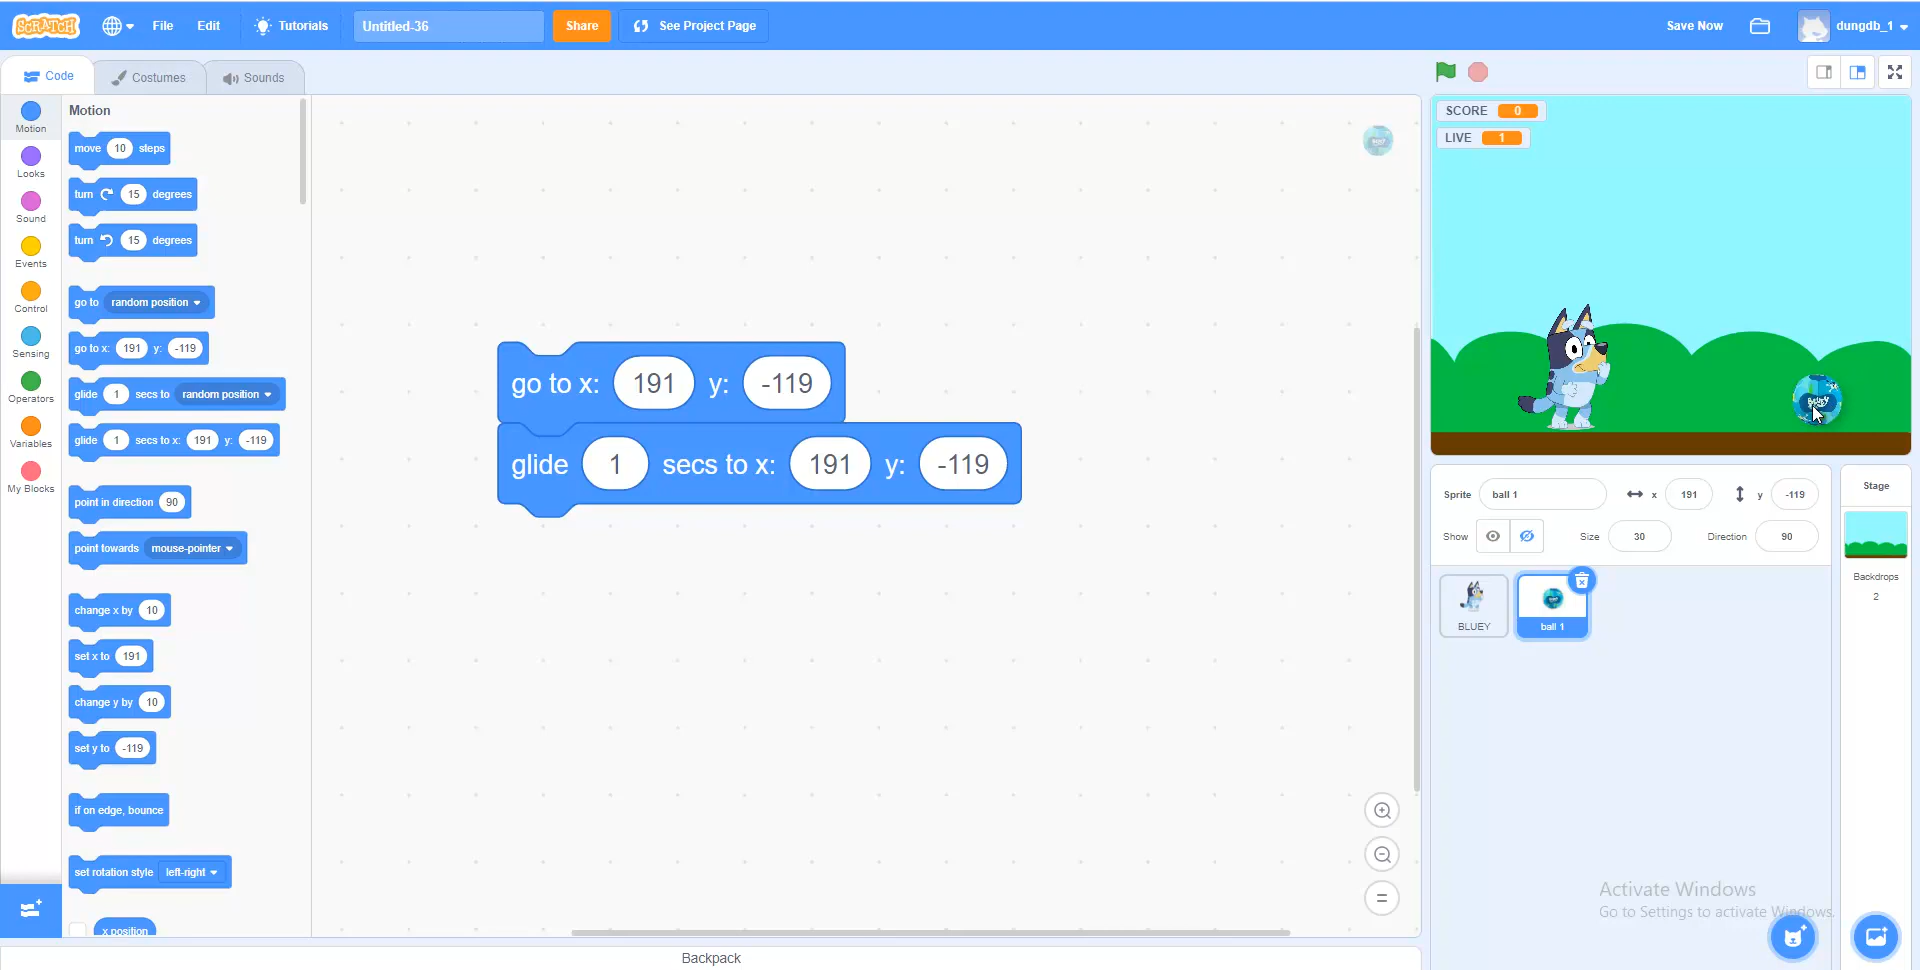 SCRATCH
File
Edit
Tutorials
Untitled-36
Share
See Project Page
Save Now
dungdb_1
Code
Costumes
Sounds
Motion
Looks
Sound
Events
Control
Sensing
Operators
Variables
My Blocks
Motion
move 10 steps
turn 15 degrees
turn 15 degrees
go to random position
go to x: 191 y: -119
glide 1 secs to random position
glide 1 secs to x: 191 y: -119
point in direction 90
point towards mouse-pointer
change x by 10
set x to 191
change y by 10
set y to -119
if on edge, bounce
set rotation style left-right
x position
go to x: 191 y: -119
glide 1 secs to x: 191 y: -119
Backpack
SCORE 0
LIVE 1
Sprite ball 1 x 191 y -119
Show Size 30 Direction 90
BLUEY
ball 1
Stage
Backdrops
2
Activate Windows
Go to Settings to activate Windows.